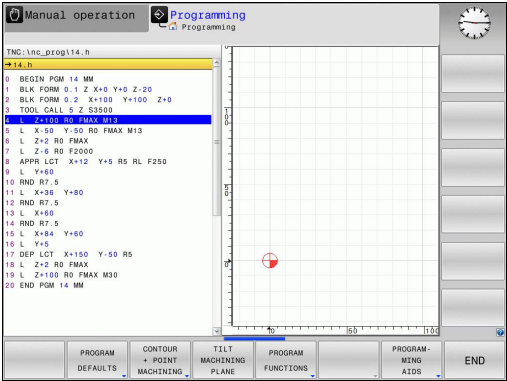 Manual operation
Programming
Programming
TNC:\nc_prog\14.h
→14.h
0 BEGIN PGM 14 MM
1 BLK FORM 0.1 Z X+0 Y+0 Z-20
2 BLK FORM 0.2 X+100 Y+100 Z+0
3 TOOL CALL 5 Z S3500
4 L Z+100 R0 FMAX M13
5 L X-50 Y-50 R0 FMAX M13
6 L Z+2 R0 FMAX
7 L Z-6 R0 F2000
8 APPR LCT X+12 Y+5 R5 RL F250
9 L Y+60
10 RND R7.5
11 L X+36 Y+80
12 RND R7.5
13 L X+60
14 RND R7.5
15 L X+84 Y+60
16 L Y+5
17 DEP LCT X+150 Y-50 R5
18 L Z+2 R0 FMAX
19 L Z+100 R0 FMAX M30
20 END PGM 14 MM
100
50
0
0
50
100
PROGRAM DEFAULTS
CONTOUR + POINT MACHINING
TILT MACHINING PLANE
PROGRAM FUNCTIONS
PROGRAM- MING AIDS
END